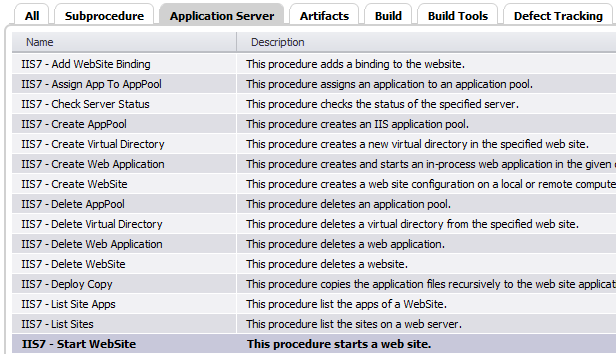 All Subprocedure Application Server Artifacts Build Build Tools Defect Tracking
Name Description
IIS7 - Add WebSite Binding This procedure adds a binding to the website.
IIS7 - Assign App To AppPool This procedure assigns an application to an application pool.
IIS7 - Check Server Status This procedure checks the status of the specified server.
IIS7 - Create AppPool This procedure creates an IIS application pool.
IIS7 - Create Virtual Directory This procedure creates a new virtual directory in the specified web site.
IIS7 - Create Web Application This procedure creates and starts an in-process web application in the given
IIS7 - Create WebSite This procedure creates a web site configuration on a local or remote compute
IIS7 - Delete AppPool This procedure deletes an application pool.
IIS7 - Delete Virtual Directory This procedure deletes a virtual directory from the specified web site.
IIS7 - Delete Web Application This procedure deletes a web application.
IIS7 - Delete WebSite This procedure deletes a website.
IIS7 - Deploy Copy This procedure copies the application files recursively to the web site applicat
IIS7 - List Site Apps This procedure list the apps of a WebSite.
IIS7 - List Sites This procedure list the sites on a web server.
IIS7 - Start WebSite This procedure starts a web site.